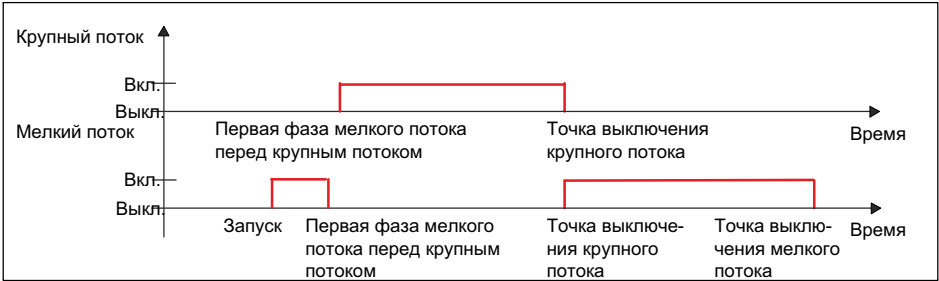 Крупный поток
Вкл.
Выкл.
Мелкий поток
Первая фаза мелкого потока
перед крупным потоком
Точка выключения
крупного потока
Время
Вкл.
Выкл.
Запуск
Первая фаза мелкого
потока перед крупным
потоком
Точка выключе-
ния крупного
потока
Точка выклю-
чения мелкого
потока
Время